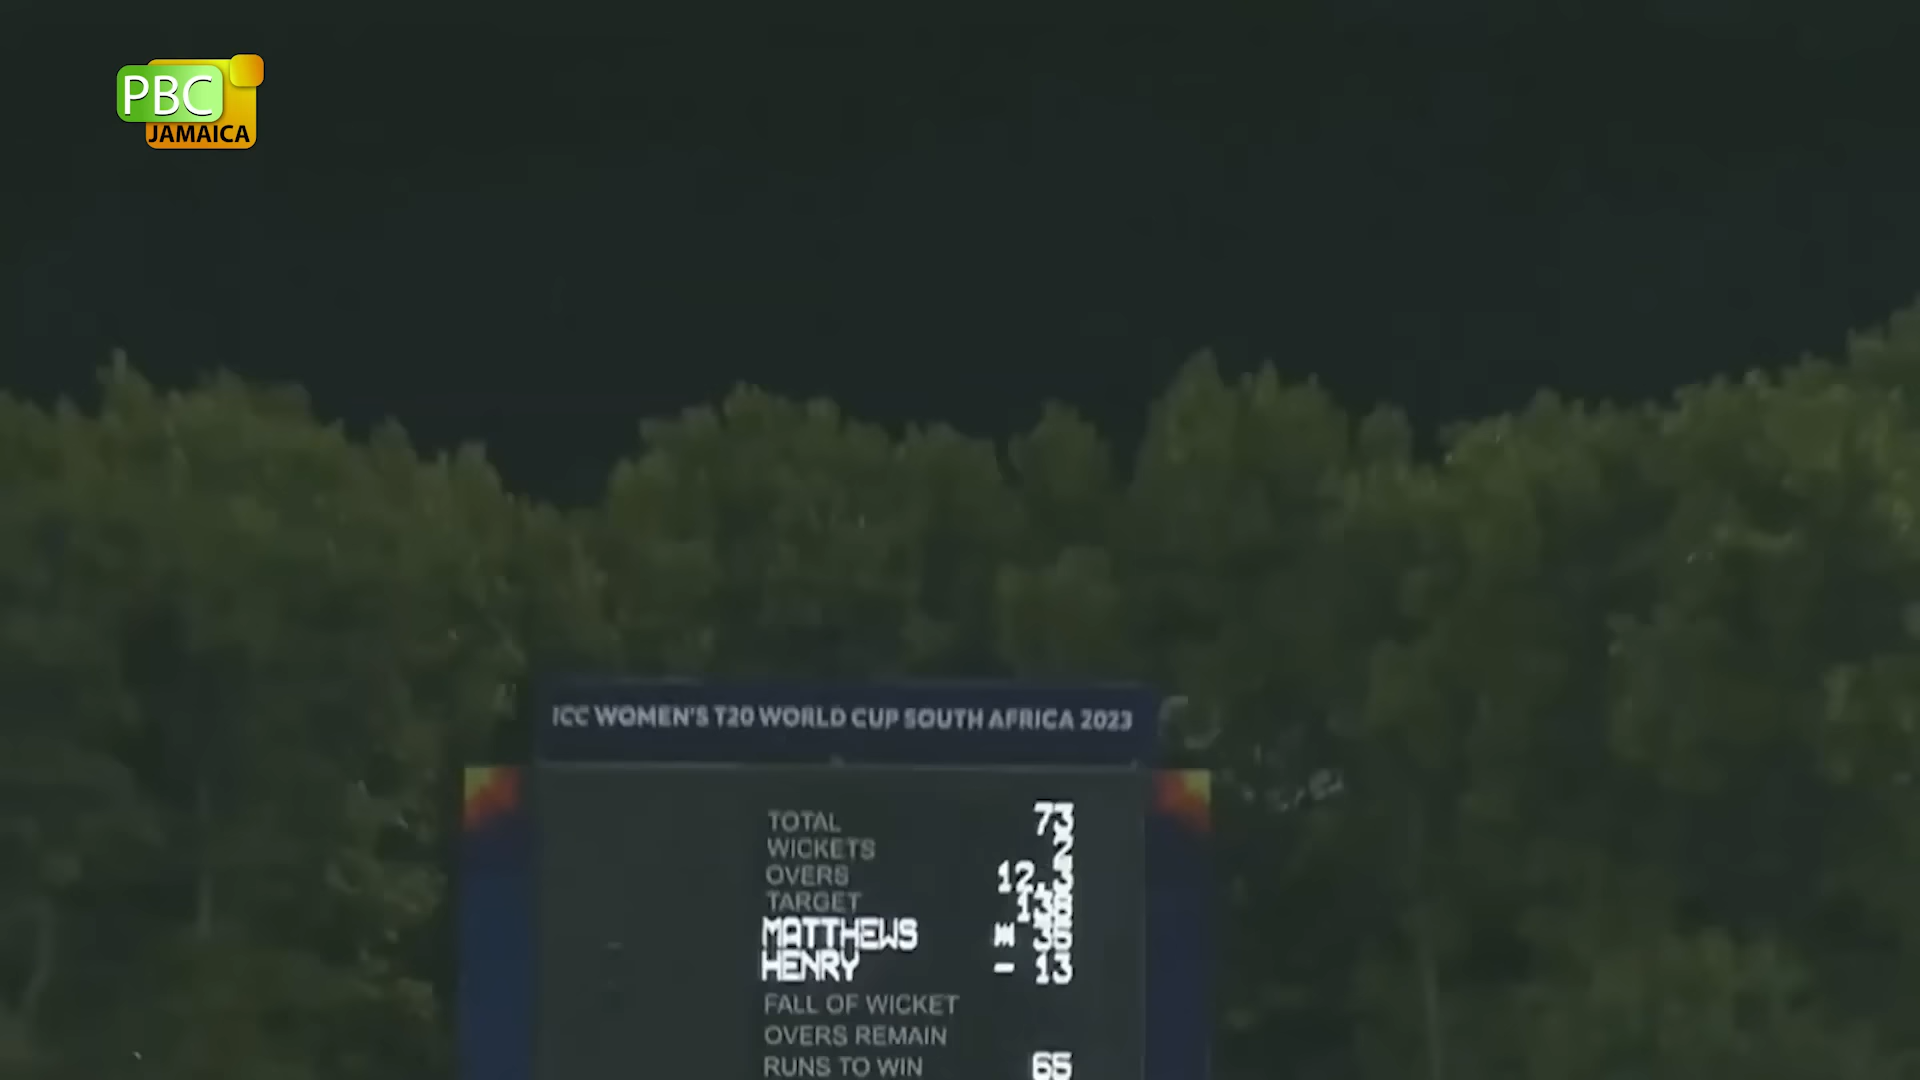 PBC
JAMAICA
ICC WOMEN'S T20 WORLD CUP SOUTH AFRICA 2023
TOTAL 73
WICKETS 2
OVERS 12.3
TARGET 138
MATTHEWS * 36
HENRY - 13
FALL OF WICKET
OVERS REMAIN
RUNS TO WIN 65